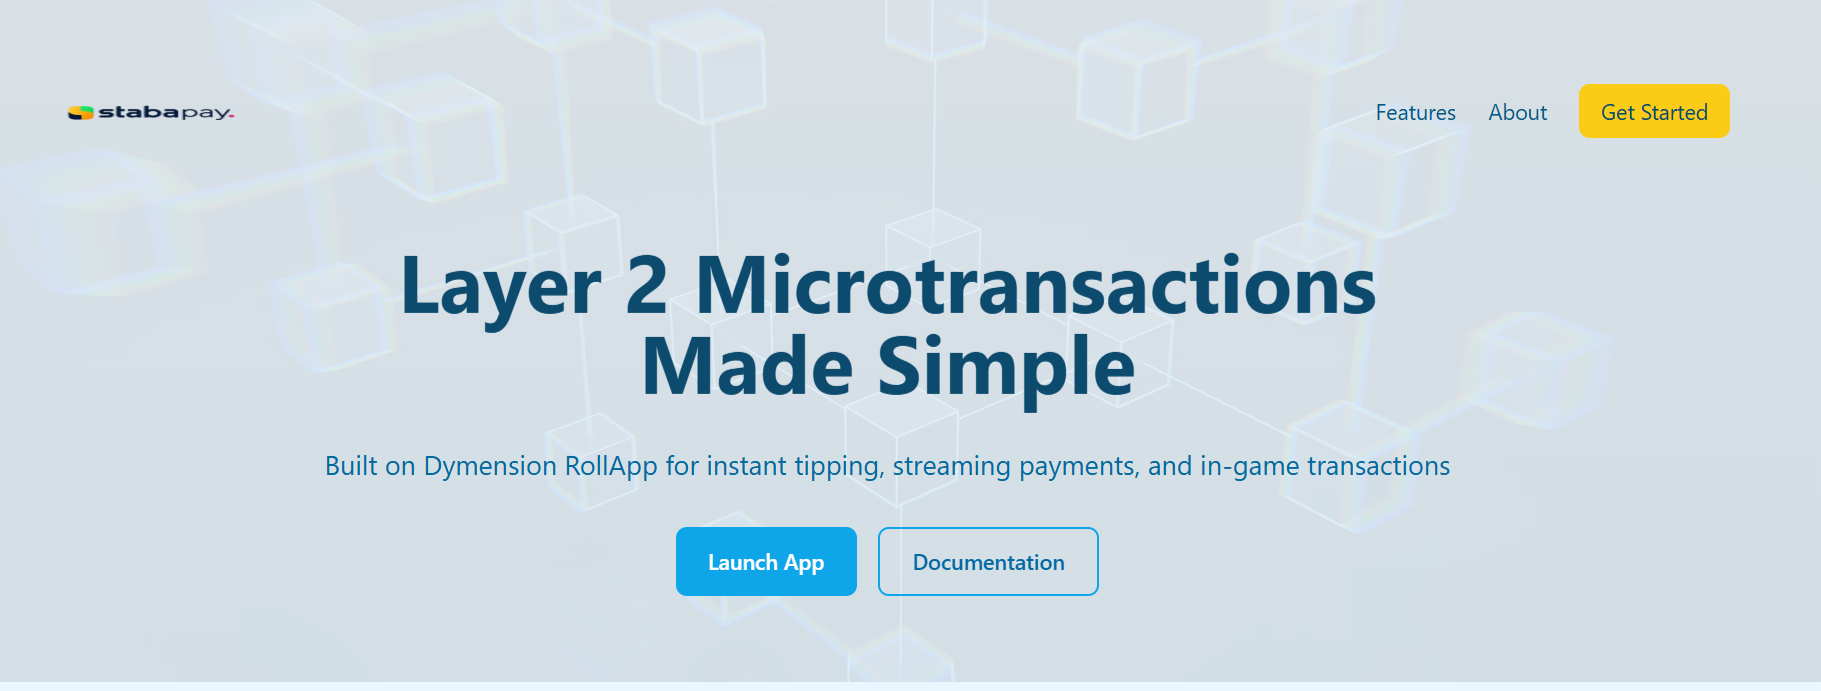 stabapay.
Features
About
Get Started
Layer 2 Microtransactions
Made Simple
Built on Dymension RollApp for instant tipping, streaming payments, and in-game transactions
Launch App
Documentation